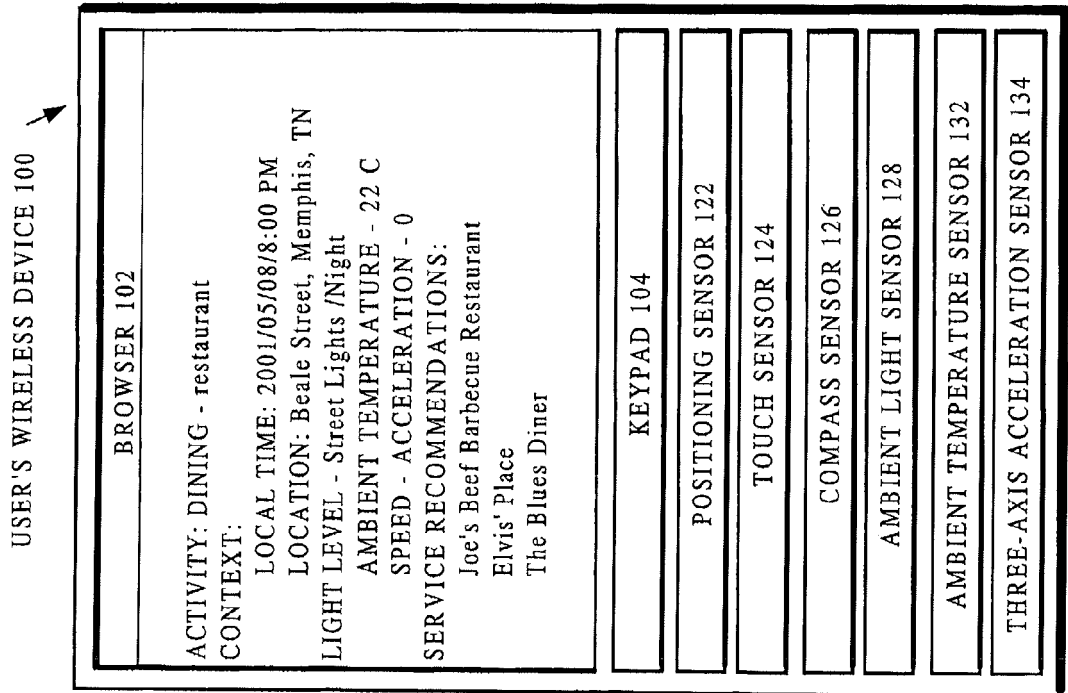 USER'S WIRELESS DEVICE 100
BROWSER 102
ACTIVITY: DINING - restaurant
CONTEXT:
LOCAL TIME: 2001/05/08/8:00 PM
LOCATION: Beale Street, Memphis, TN
LIGHT LEVEL - Street Lights /Night
AMBIENT TEMPERATURE - 22 C
SPEED - ACCELERATION - 0
SERVICE RECOMMENDATIONS:
Joe's Beef Barbecue Restaurant
Elvis' Place
The Blues Diner
KEYPAD 104
POSITIONING SENSOR 122
TOUCH SENSOR 124
COMPASS SENSOR 126
AMBIENT LIGHT SENSOR 128
AMBIENT TEMPERATURE SENSOR 132
THREE-AXIS ACCELERATION SENSOR 134